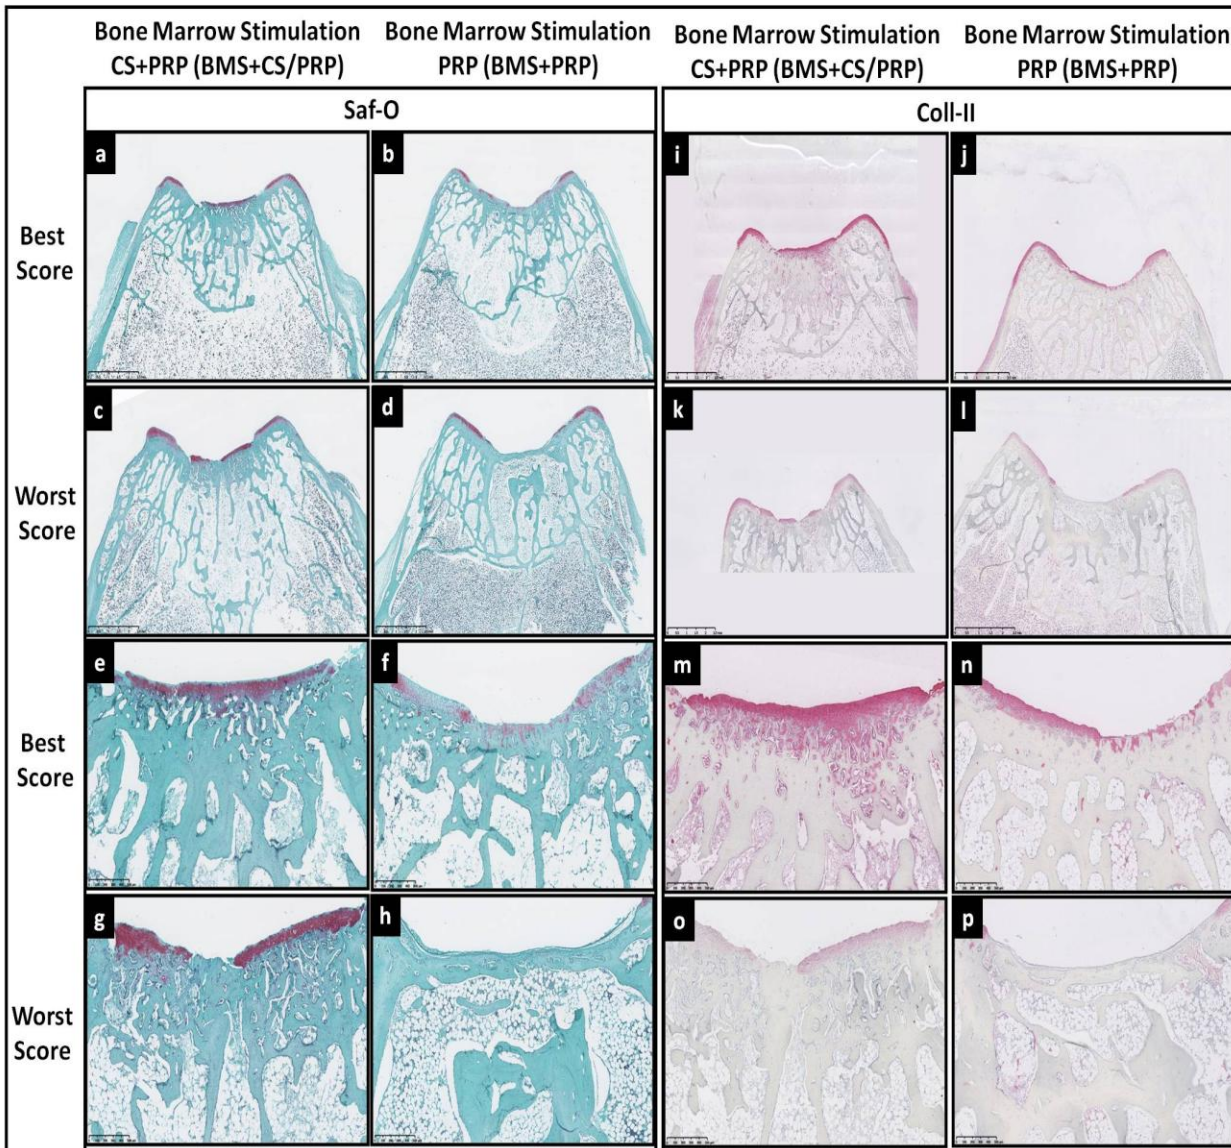 Bone Marrow Stimulation
CS+PRP (BMS+CS/PRP)
Bone Marrow Stimulation
PRP (BMS+PRP)
Bone Marrow Stimulation
CS+PRP (BMS+CS/PRP)
Bone Marrow Stimulation
PRP (BMS+PRP)
Saf-O
Coll-II
Best
Score
a
b
i
j
Worst
Score
c
d
k
l
Best
Score
e
f
m
n
Worst
Score
g
h
o
p